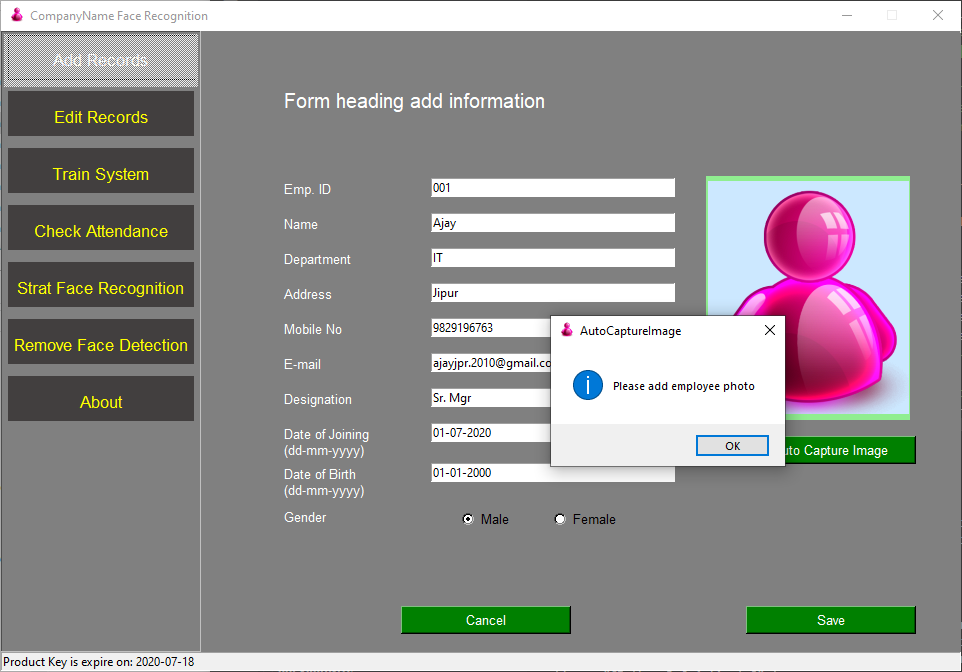 CompanyName Face Recognition
Add Records
Edit Records
Train System
Check Attendance
Strat Face Recognition
Remove Face Detection
About
Form heading add information
Emp. ID 001
Name Ajay
Department IT
Address Jipur
Mobile No 9829196763
E-mail ajayjpr.2010@gmail.co
Designation Sr. Mgr
Date of Joining 01-07-2020
(dd-mm-yyyy)
Date of Birth 01-01-2000
(dd-mm-yyyy)
Gender Male Female
AutoCaptureImage
Please add employee photo
OK
uto Capture Image
Cancel Save
Product Key is expire on: 2020-07-18